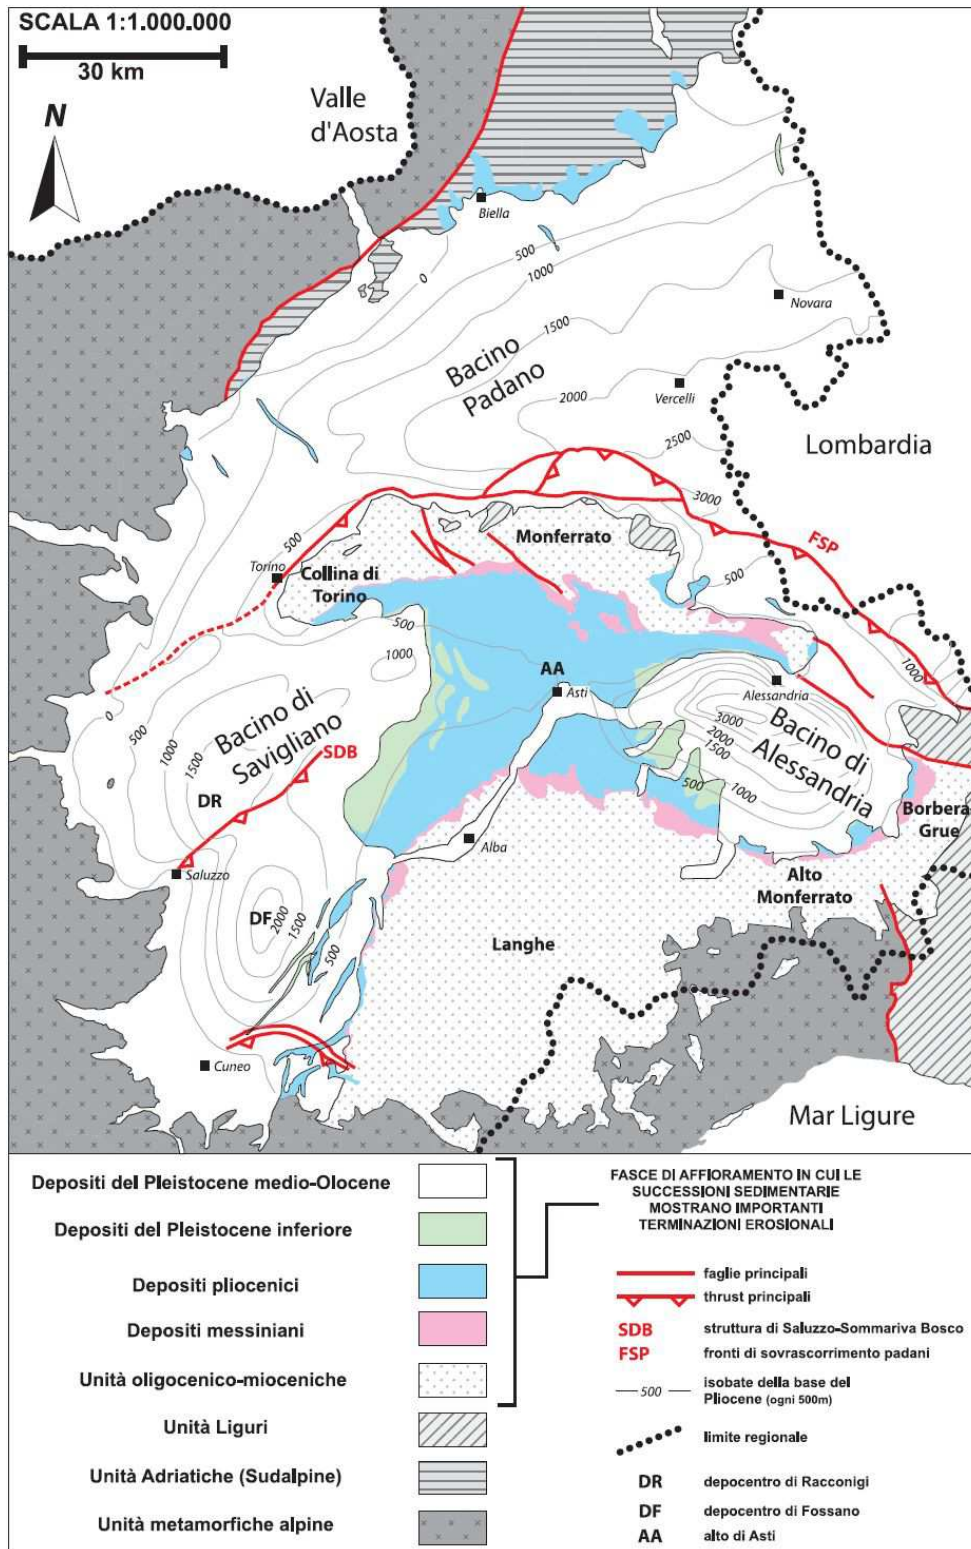 SCALA 1:1.000.000
30 km
N
Valle
d'Aosta
Biella
0
500
1000
Novara
1500
Bacino
Padano
2000
Vercelli
2500
Lombardia
3000
FSP
Monferrato
500
Torino
Collina di
Torino
500
500
1000
1000
AA
Asti
Alessandria
0
500
1000
1500
Bacino di
Savigliano
SDB
DR
3000
2000
1500
Bacino di
Alessandria
500
1000
Borbera
Grue
Alba
Saluzzo
Alto
Monferrato
DF
2000
1500
500
Langhe
Cuneo
Mar Ligure
Depositi del Pleistocene medio-Olocene
Depositi del Pleistocene inferiore
Depositi pliocenici
Depositi messiniani
Unità oligocenico-mioceniche
Unità Liguri
Unità Adriatiche (Sudalpine)
Unità metamorfiche alpine
FASCE DI AFFIORAMENTO IN CUI LE
SUCCESSIONI SEDIMENTARIE
MOSTRANO IMPORTANTI
TERMINAZIONI EROSIONALI
faglie principali
thrust principali
SDB struttura di Saluzzo-Sommariva Bosco
FSP fronti di sovrascorrimento padani
500 isobate della base del
Pliocene (ogni 500m)
limite regionale
DR depocentro di Racconigi
DF depocentro di Fossano
AA alto di Asti